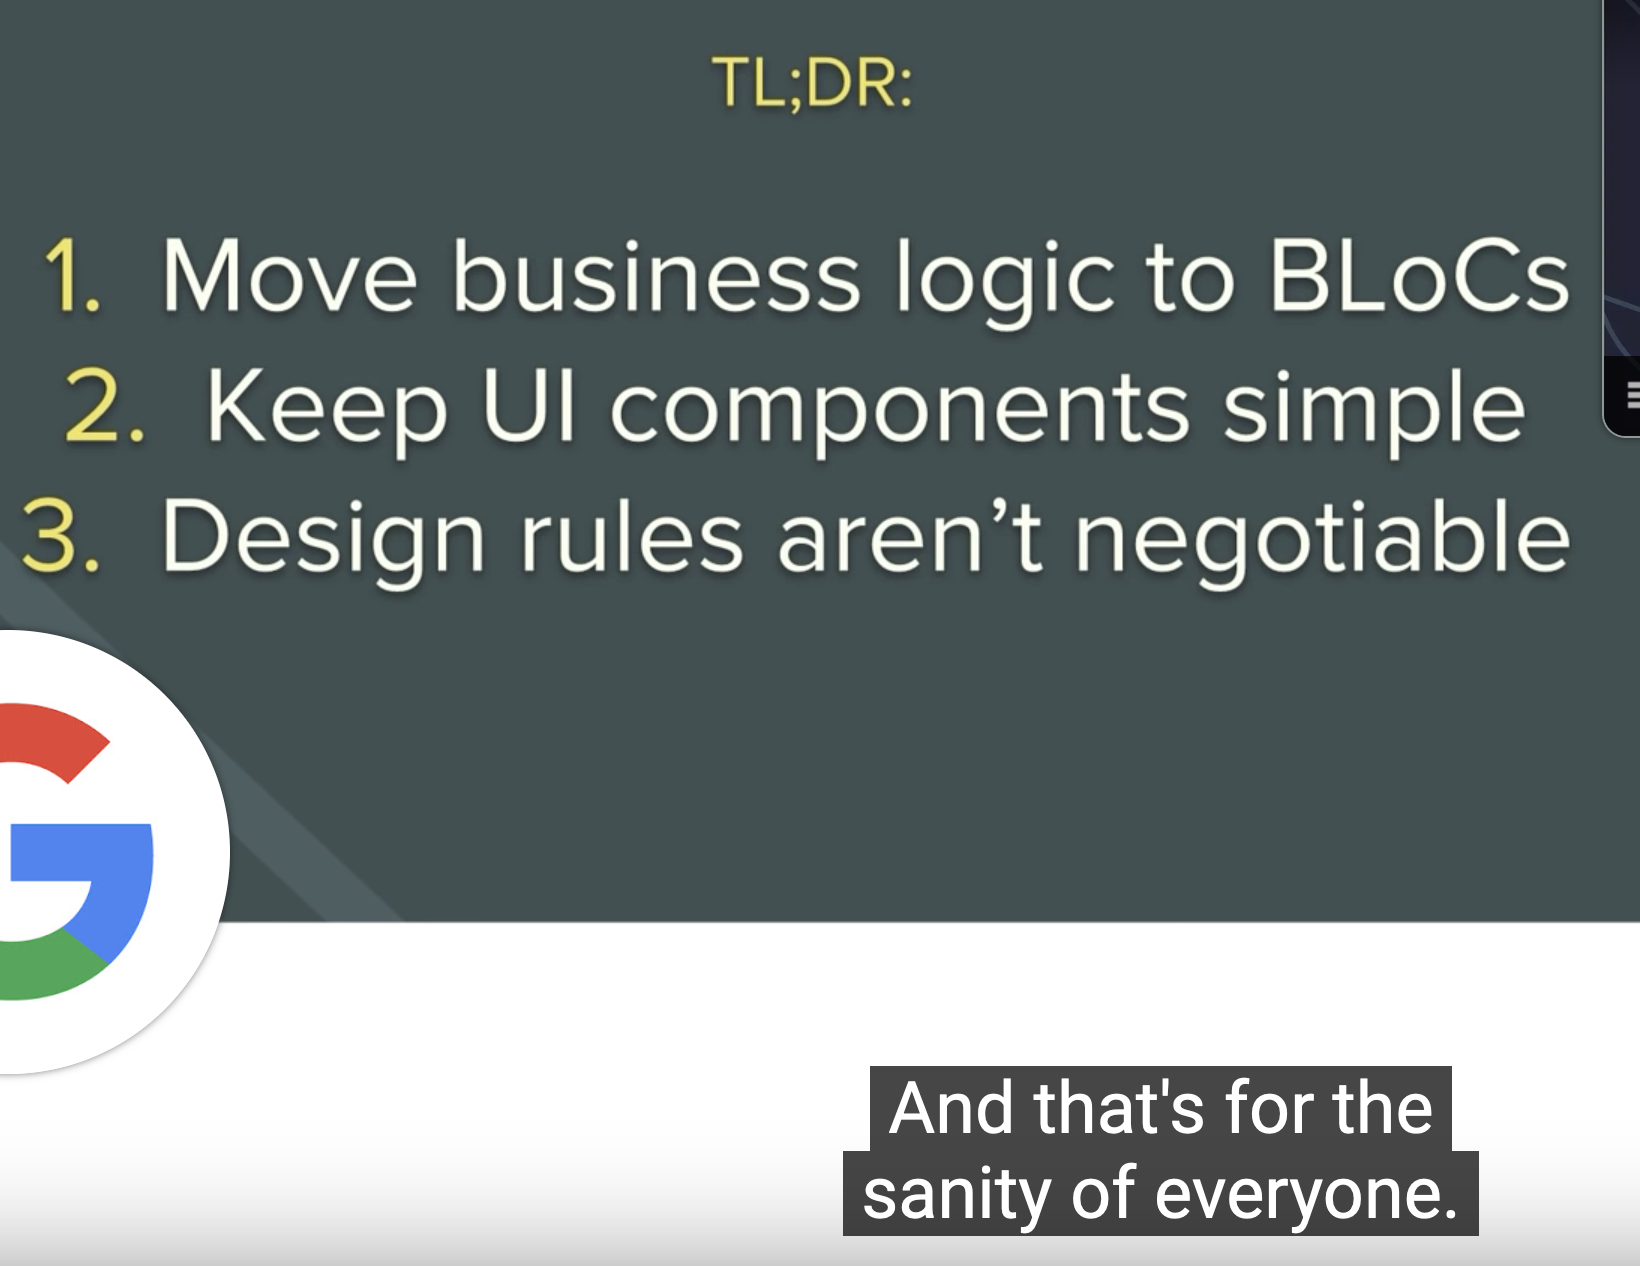 TL;DR:
1. Move business logic to BLoCs
2. Keep UI components simple
3. Design rules aren’t negotiable
And that's for the
sanity of everyone.